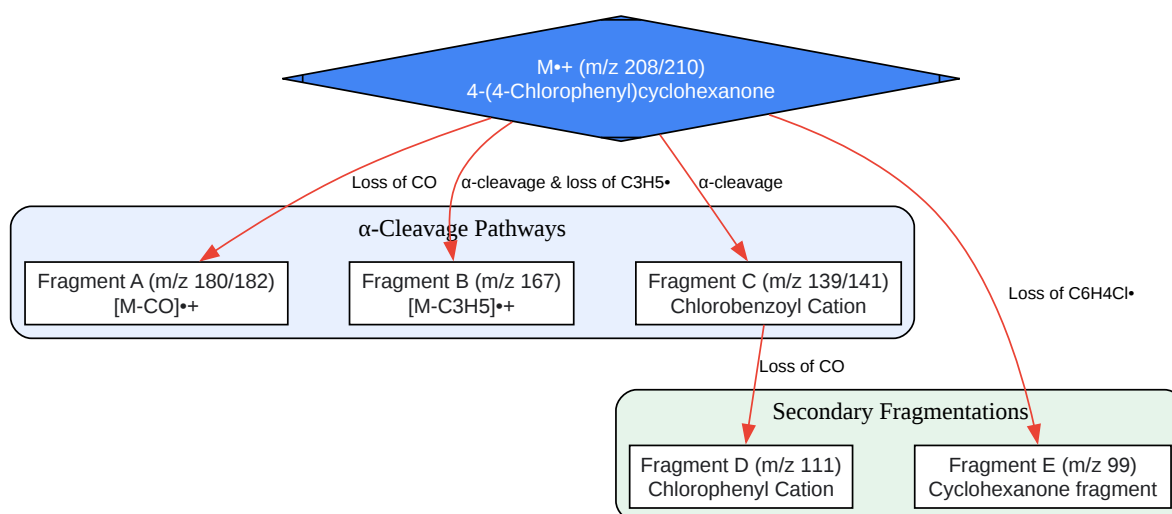 M•+ (m/z 208/210)
4-(4-Chlorophenyl)cyclohexanone
Loss of CO
α-cleavage & loss of C3H5•
α-cleavage
α-Cleavage Pathways
Fragment A (m/z 180/182)
[M-CO]•+
Fragment B (m/z 167)
[M-C3H5]•+
Fragment C (m/z 139/141)
Chlorobenzoyl Cation
Loss of C6H4Cl•
Loss of CO
Secondary Fragmentations
Fragment D (m/z 111)
Chlorophenyl Cation
Fragment E (m/z 99)
Cyclohexanone fragment